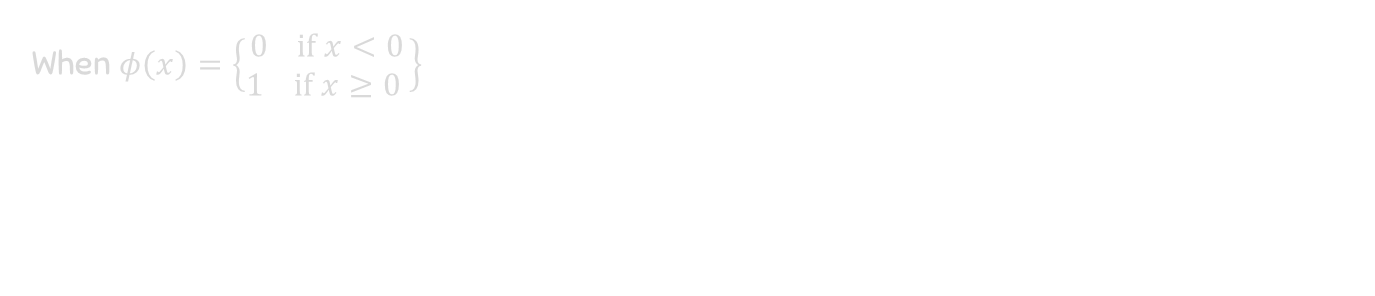 When ϕ(x) = {0 if x < 0
1 if x ≥ 0}